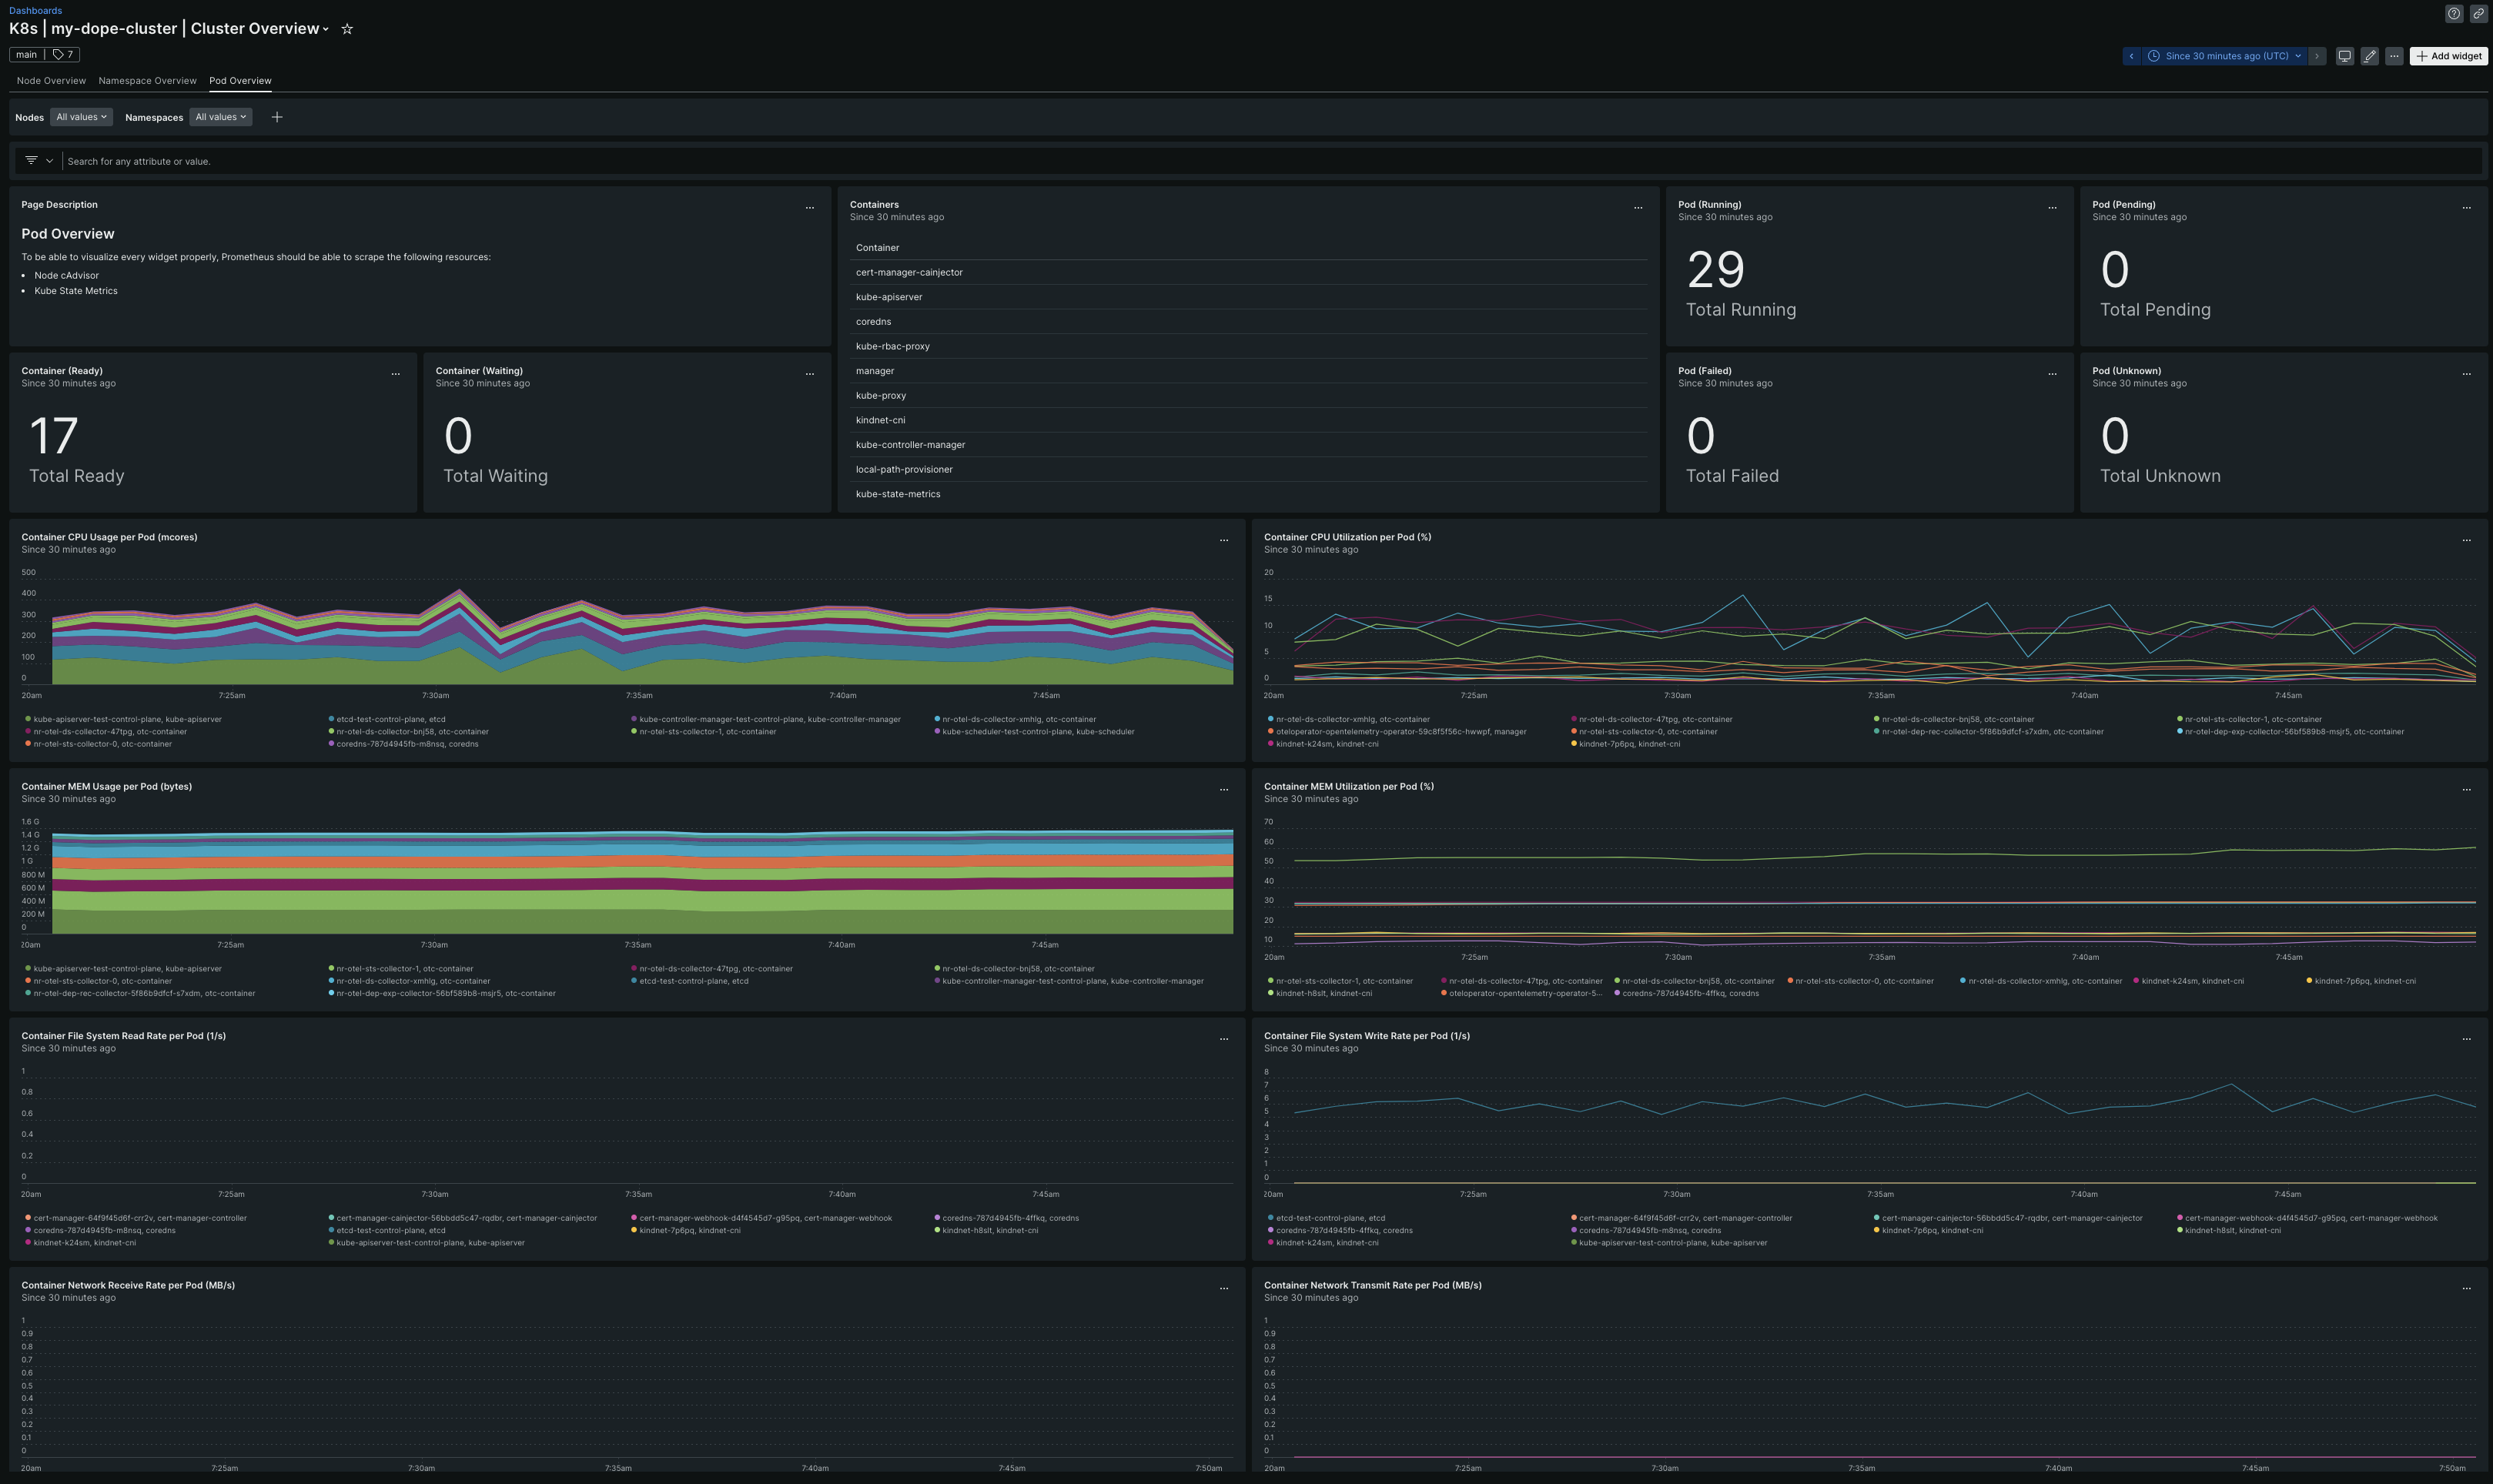 Dashboards
K8s | my-dope-cluster | Cluster Overview
main | 7
Since 30 minutes ago (UTC)
... Add widget
Node Overview Namespace Overview Pod Overview
Nodes All values Namespaces All values
Search for any attribute or value.
Page Description
...
Pod Overview
To be able to visualize every widget properly, Prometheus should be able to scrape the following resources:
• Node cAdvisor
• Kube State Metrics
Containers
Since 30 minutes ago
...
Container
cert-manager-cainjector
kube-apiserver
coredns
kube-rbac-proxy
manager
kube-proxy
kindnet-cni
kube-controller-manager
local-path-provisioner
kube-state-metrics
Pod (Running)
Since 30 minutes ago
...
29
Total Running
Pod (Pending)
Since 30 minutes ago
...
0
Total Pending
Container (Ready)
Since 30 minutes ago
...
17
Total Ready
Container (Waiting)
Since 30 minutes ago
...
0
Total Waiting
Pod (Failed)
Since 30 minutes ago
...
0
Total Failed
Pod (Unknown)
Since 30 minutes ago
...
0
Total Unknown
Container CPU Usage per Pod (mcores)
Since 30 minutes ago
...
500
400
300
200
100
0
20am 7:25am 7:30am 7:35am 7:40am 7:45am
kube-apiserver-test-control-plane, kube-apiserver etcd-test-control-plane, etcd kube-controller-manager-test-control-plane, kube-controller-manager nr-otel-ds-collector-xmhlg, otc-container
nr-otel-ds-collector-47tpg, otc-container nr-otel-ds-collector-bnj58, otc-container nr-otel-sts-collector-1, otc-container kube-scheduler-test-control-plane, kube-scheduler
nr-otel-sts-collector-0, otc-container coredns-787d4945fb-m8nsq, coredns
Container CPU Utilization per Pod (%)
Since 30 minutes ago
...
20
15
10
5
0
20am 7:25am 7:30am 7:35am 7:40am 7:45am
nr-otel-ds-collector-xmhlg, otc-container nr-otel-ds-collector-47tpg, otc-container nr-otel-ds-collector-bnj58, otc-container nr-otel-sts-collector-1, otc-container
oteloperator-opentelemetry-operator-59c8f5f56c-hwwpf, manager nr-otel-sts-collector-0, otc-container nr-otel-dep-rec-collector-5f86b9dfcf-s7xdm, otc-container nr-otel-dep-exp-collector-56bf589b8-msjr5, otc-container
kindnet-k24sm, kindnet-cni kindnet-7p6pq, kindnet-cni
Container MEM Usage per Pod (bytes)
Since 30 minutes ago
...
1.6 G
1.4 G
1.2 G
1 G
800 M
600 M
400 M
200 M
0
20am 7:25am 7:30am 7:35am 7:40am 7:45am
kube-apiserver-test-control-plane, kube-apiserver nr-otel-sts-collector-1, otc-container nr-otel-ds-collector-47tpg, otc-container nr-otel-ds-collector-bnj58, otc-container
nr-otel-sts-collector-0, otc-container nr-otel-ds-collector-xmhlg, otc-container etcd-test-control-plane, etcd kube-controller-manager-test-control-plane, kube-controller-manager
nr-otel-dep-rec-collector-5f86b9dfcf-s7xdm, otc-container nr-otel-dep-exp-collector-56bf589b8-msjr5, otc-container
Container MEM Utilization per Pod (%)
Since 30 minutes ago
...
70
60
50
40
30
20
10
20am 7:25am 7:30am 7:35am 7:40am 7:45am
nr-otel-sts-collector-1, otc-container nr-otel-ds-collector-47tpg, otc-container nr-otel-ds-collector-bnj58, otc-container nr-otel-sts-collector-0, otc-container nr-otel-ds-collector-xmhlg, otc-container kindnet-k24sm, kindnet-cni kindnet-7p6pq, kindnet-cni
kindnet-h8slt, kindnet-cni oteloperator-opentelemetry-operator-5... coredns-787d4945fb-4ffkq, coredns
Container File System Read Rate per Pod (1/s)
Since 30 minutes ago
...
1
0.8
0.6
0.4
0.2
0
20am 7:25am 7:30am 7:35am 7:40am 7:45am
cert-manager-64f9f45d6f-crr2v, cert-manager-controller cert-manager-cainjector-56bbdd5c47-rqdbr, cert-manager-cainjector cert-manager-webhook-d4f4545d7-g95pq, cert-manager-webhook coredns-787d4945fb-4ffkq, coredns
coredns-787d4945fb-m8nsq, coredns etcd-test-control-plane, etcd kindnet-7p6pq, kindnet-cni kindnet-h8slt, kindnet-cni
kindnet-k24sm, kindnet-cni kube-apiserver-test-control-plane, kube-apiserver
Container File System Write Rate per Pod (1/s)
Since 30 minutes ago
...
8
7
6
5
4
3
2
1
0
20am 7:25am 7:30am 7:35am 7:40am 7:45am
etcd-test-control-plane, etcd cert-manager-64f9f45d6f-crr2v, cert-manager-controller cert-manager-cainjector-56bbdd5c47-rqdbr, cert-manager-cainjector cert-manager-webhook-d4f4545d7-g95pq, cert-manager-webhook
coredns-787d4945fb-4ffkq, coredns coredns-787d4945fb-m8nsq, coredns kindnet-7p6pq, kindnet-cni kindnet-h8slt, kindnet-cni
kindnet-k24sm, kindnet-cni kube-apiserver-test-control-plane, kube-apiserver
Container Network Receive Rate per Pod (MB/s)
Since 30 minutes ago
...
1
0.9
0.8
0.7
0.6
0.5
0.4
0.3
0.2
0.1
0
20am 7:25am 7:30am 7:35am 7:40am 7:45am 7:50am
Container Network Transmit Rate per Pod (MB/s)
Since 30 minutes ago
...
1
0.9
0.8
0.7
0.6
0.5
0.4
0.3
0.2
0.1
0
20am 7:25am 7:30am 7:35am 7:40am 7:45am 7:50am